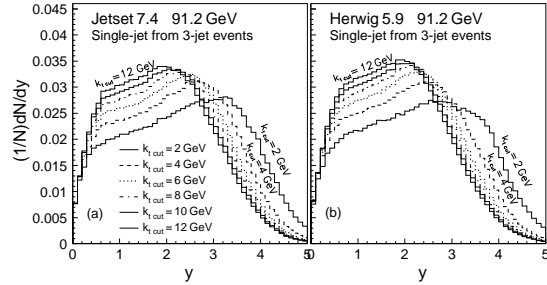 Jetset 7.4 91.2 GeV
Single-jet from 3-jet events
Herwig 5.9 91.2 GeV
Single-jet from 3-jet events
(1/N)dN/dy
0.045
0.04
0.035
0.03
0.025
0.02
0.015
0.01
0.005
0
k_t cut = 12 GeV
k_t cut = 2 GeV
k_t cut = 4 GeV
k_t cut = 2 GeV
k_t cut = 4 GeV
k_t cut = 6 GeV
k_t cut = 8 GeV
k_t cut = 10 GeV
k_t cut = 12 GeV
(a)
k_t cut = 12 GeV
k_t cut = 2 GeV
k_t cut = 4 GeV
(b)
0 1 2 3 4 5
0 1 2 3 4 5
y
y